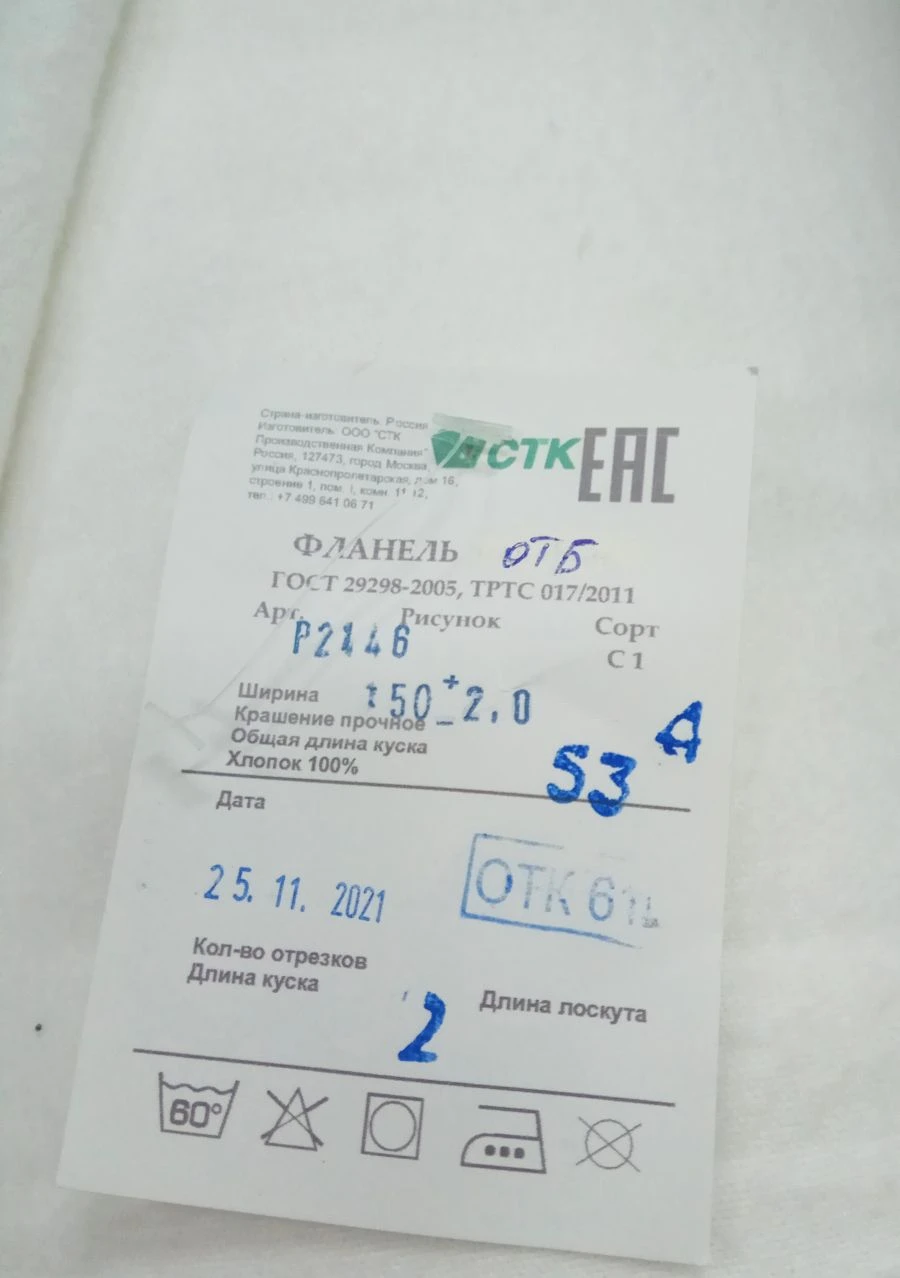 Страна-изготовитель: Россия
Изготовитель: ООО "СТК
Производственная Компания"
Россия, 127473, город Москва,
улица Краснопролетарская, дом 16,
строение 1, пом. I, комн. 11 12,
тел.: +7 499 641 06 71
СТК
EAC
ФЛАНЕЛЬ ОТБ
ГОСТ 29298-2005, ТРТС 017/2011
Арт. Рисунок Сорт
Р2146 С 1
Ширина 150 ± 2,0
Крашение прочное
Общая длина куска 53 4
Хлопок 100%
Дата
25. 11. 2021
ОТК 61
Кол-во отрезков
Длина куска 2 Длина лоскута
60°